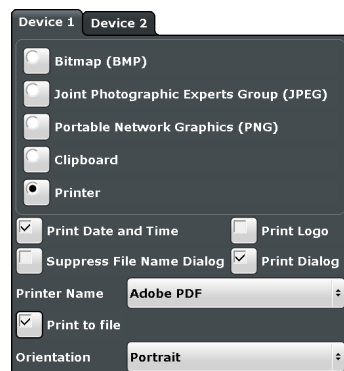 Device 1 Device 2
Bitmap (BMP)
Joint Photographic Experts Group (JPEG)
Portable Network Graphics (PNG)
Clipboard
Printer
Print Date and Time Print Logo
Suppress File Name Dialog Print Dialog
Printer Name Adobe PDF
Print to file
Orientation Portrait